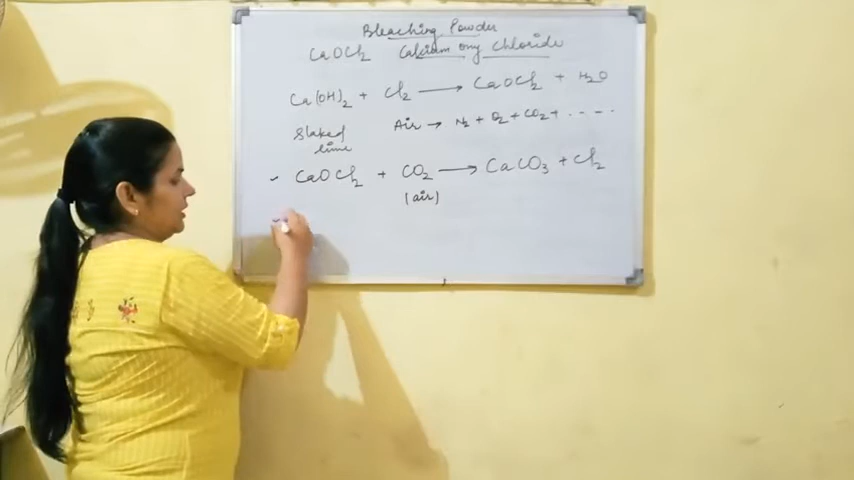 Bleaching Powder
CaOCl₂ Calcium oxy Chloride
Ca(OH)₂ + Cl₂ → CaOCl₂ + H₂O
Slaked lime
Air → N₂ + O₂ + CO₂ + ......
✓ CaOCl₂ + CO₂ → CaCO₃ + Cl₂
(air)